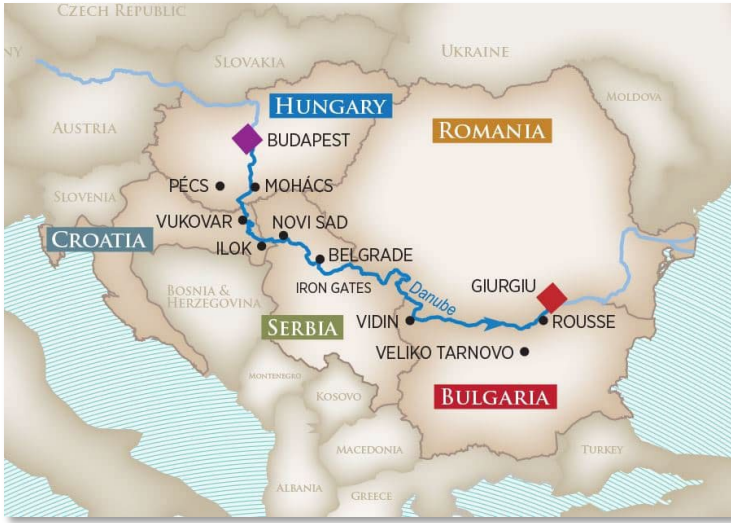 CZECH REPUBLIC
NY
SLOVAKIA
UKRAINE
HUNGARY
MOLDOVA
AUSTRIA
ROMANIA
BUDAPEST
PÉCS
MOHÁCS
SLOVENIA
VUKOVAR
NOVI SAD
CROATIA
ILOK
BELGRADE
BOSNIA &
HERZEGOVINA
IRON GATES
Danube
GIURGIU
SERBIA
VIDIN
ROUSSE
VELIKO TARNOVO
MONTENEGRO
KOSOVO
BULGARIA
MACEDONIA
TURKEY
ALBANIA
GREECE